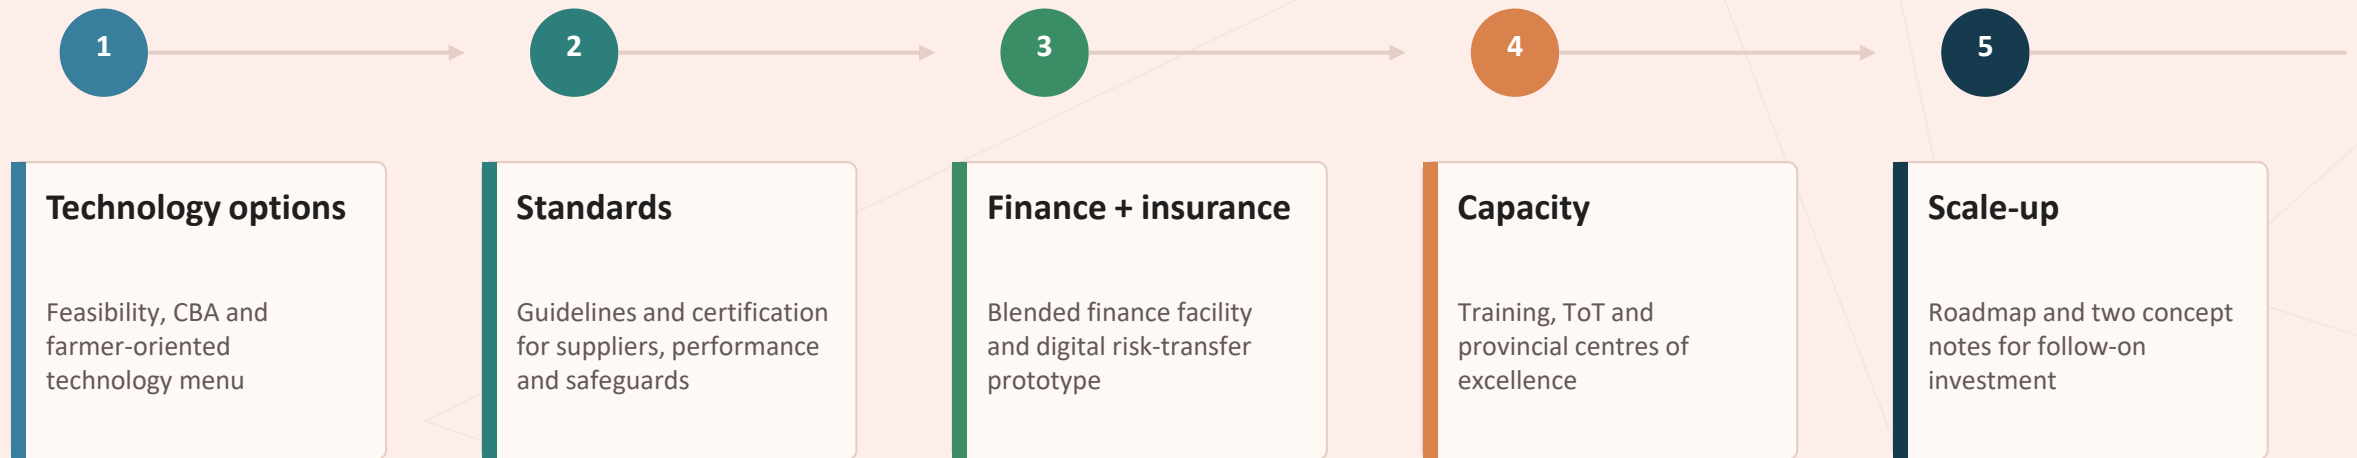 1
2
3
4
5
Technology options
Feasibility, CBA and
farmer-oriented
technology menu
Standards
Guidelines and certification
for suppliers, performance
and safeguards
Finance + insurance
Blended finance facility
and digital risk-transfer
prototype
Capacity
Training, ToT and
provincial centres of
excellence
Scale-up
Roadmap and two concept
notes for follow-on
investment